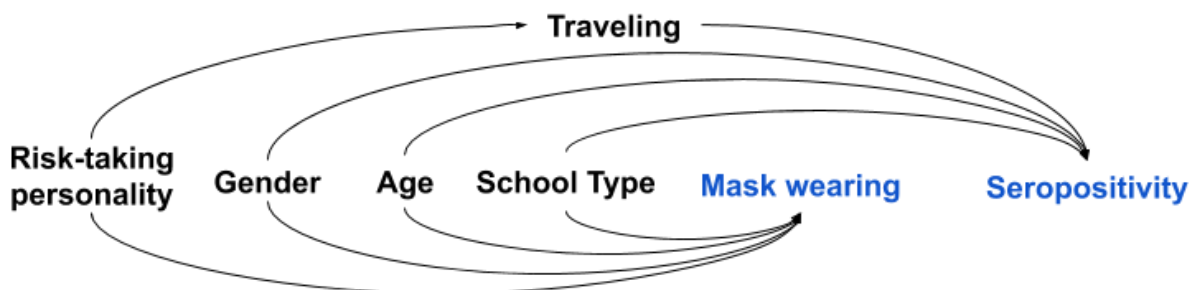 Traveling
Risk-taking
personality
Gender
Age
School Type
Mask wearing
Seropositivity